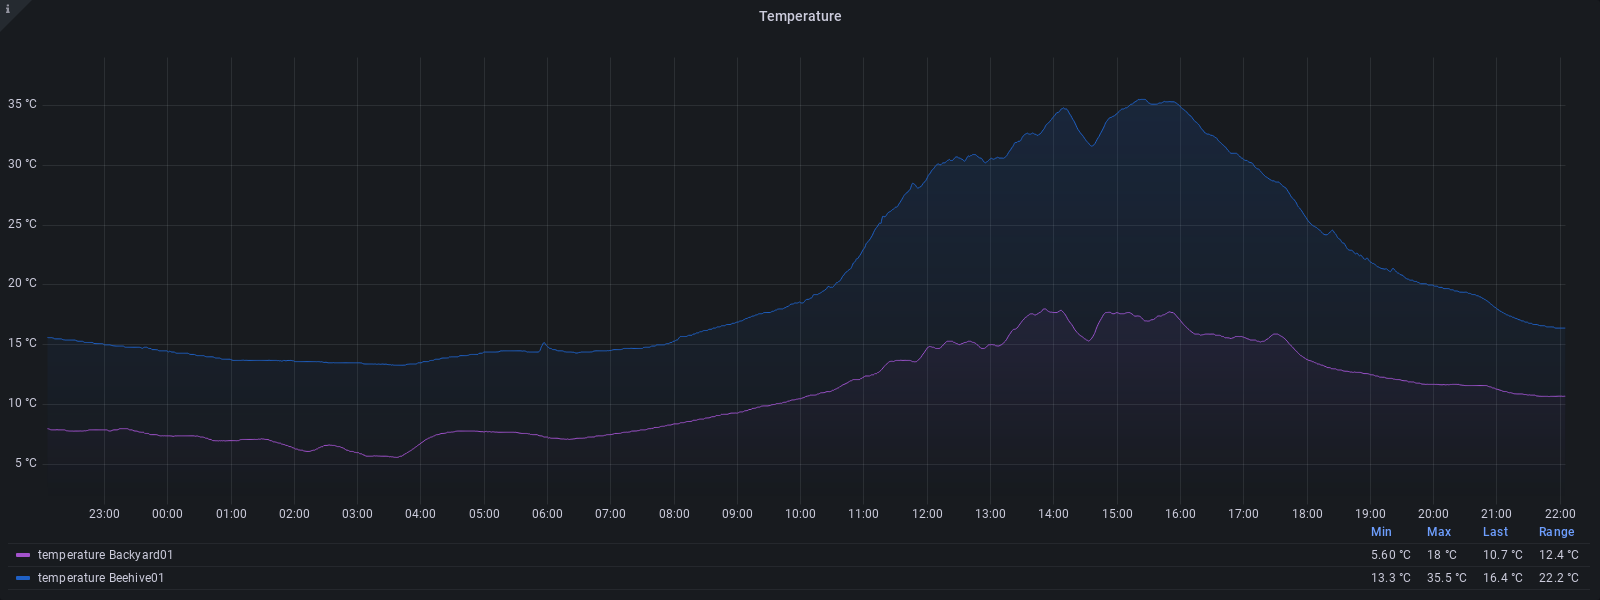 i
Temperature
35 °C
30 °C
25 °C
20 °C
15 °C
10 °C
5 °C
23:00 00:00 01:00 02:00 03:00 04:00 05:00 06:00 07:00 08:00 09:00 10:00 11:00 12:00 13:00 14:00 15:00 16:00 17:00 18:00 19:00 20:00 21:00 22:00
Min Max Last Range
temperature Backyard01 5.60 °C 18 °C 10.7 °C 12.4 °C
temperature Beehive01 13.3 °C 35.5 °C 16.4 °C 22.2 °C